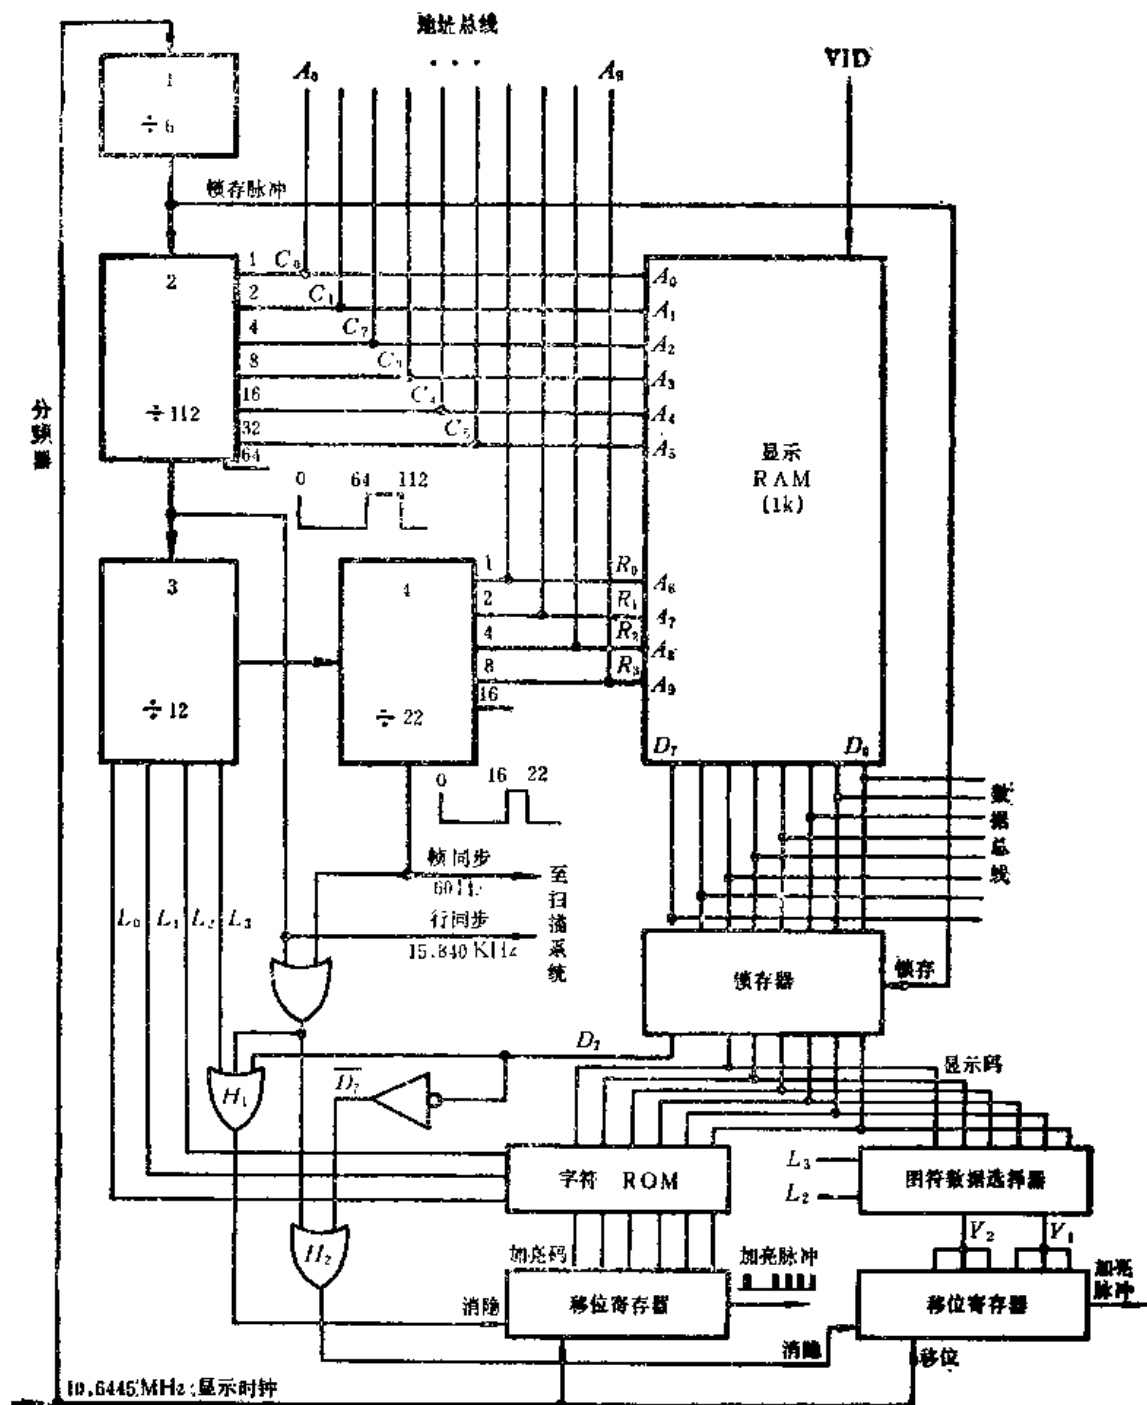 地址总线
. . .
A₀
A₉
VID
1
÷6
锁存脉冲
2
÷112
1
2
4
8
16
32
64
C₀
C₁
C₂
C₃
C₄
C₅
A₀
A₁
A₂
A₃
A₄
A₅
显示
RAM
(1k)
分频器
0 64 112
3
÷12
4
÷22
1
2
4
8
16
R₀
R₁
R₂
R₃
A₆
A₇
A₈
A₉
D₇
D₀
数据总线
0 16 22
帧同步
60Hz
行同步
15.840KHz
至扫描系统
L₀ L₁ L₂ L₃
锁存器
锁存
D₇
D̅₇
显示码
H₁
字符 ROM
L₃
L₂
图符数据选择器
H₂
V₂ V₁
加亮码
加亮脉冲
消隐
移位寄存器
移位寄存器
加亮脉冲
消隐
移位
10.6445MHz 显示时钟